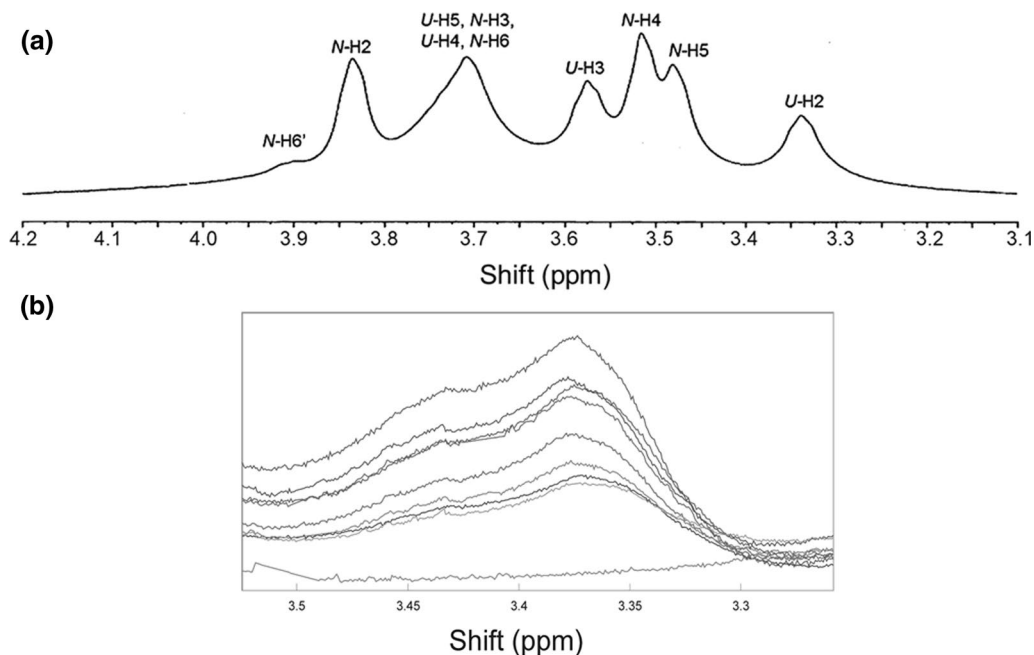 (a)
U-H5, N-H3,
U-H4, N-H6
N-H2
N-H6'
U-H3
N-H4
N-H5
U-H2
4.2 4.1 4.0 3.9 3.8 3.7 3.6 3.5 3.4 3.3 3.2 3.1
Shift (ppm)
(b)
3.5 3.45 3.4 3.35 3.3
Shift (ppm)